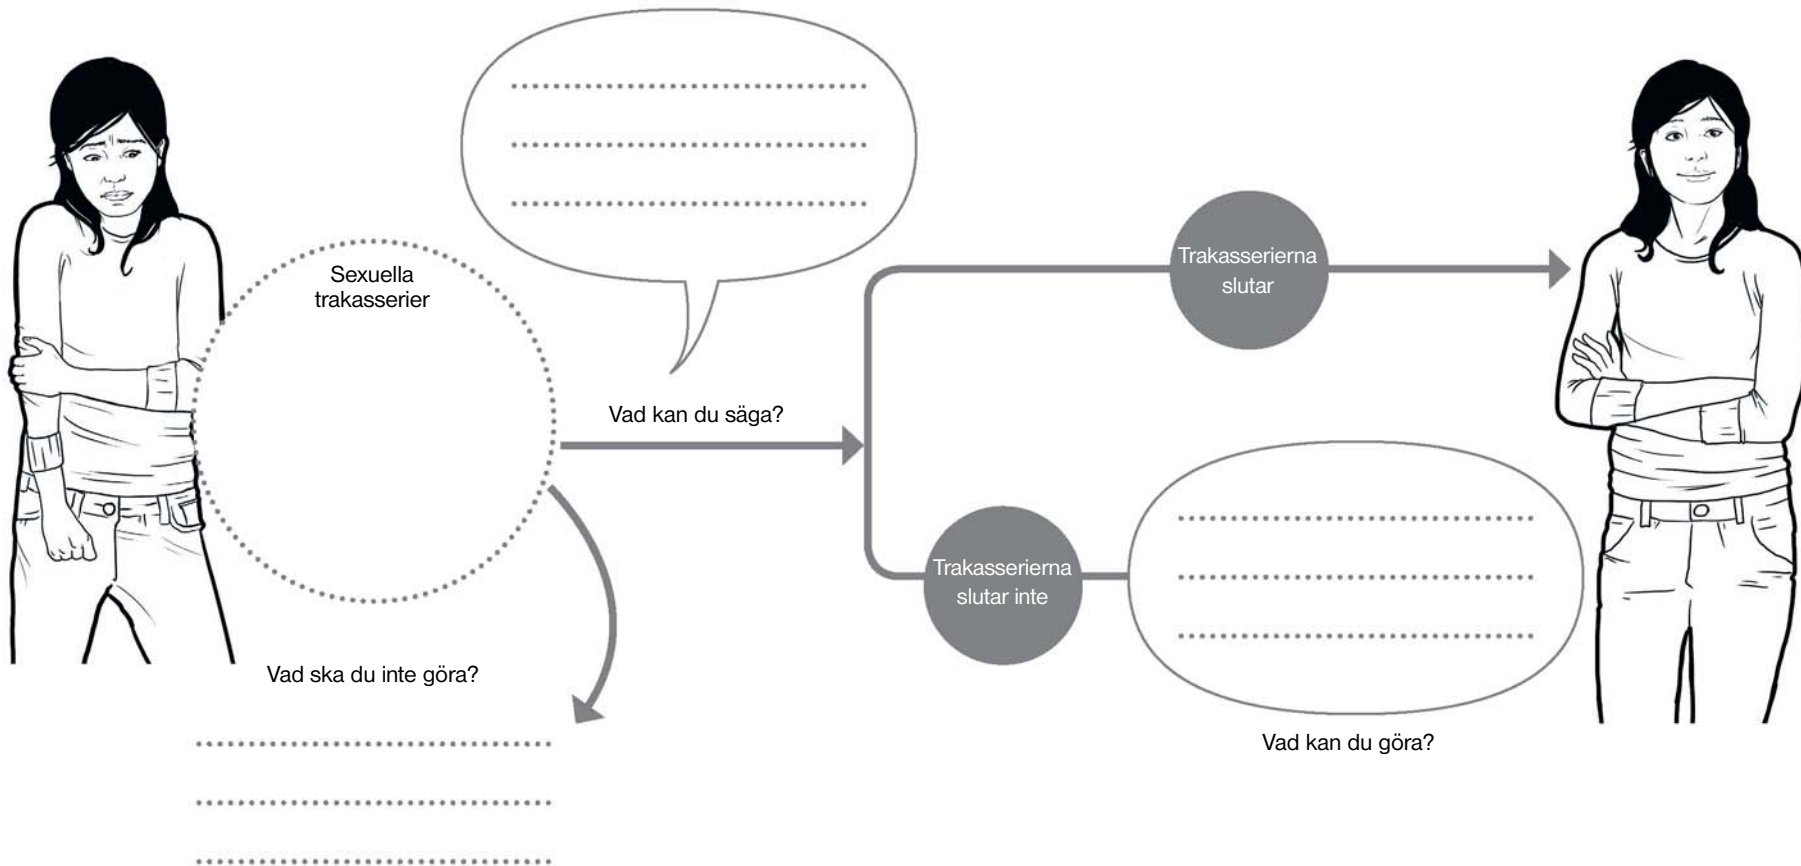 Sexuella
trakasserier
Vad kan du säga?
Trakasserierna
slutar
Trakasserierna
slutar inte
Vad ska du inte göra?
Vad kan du göra?